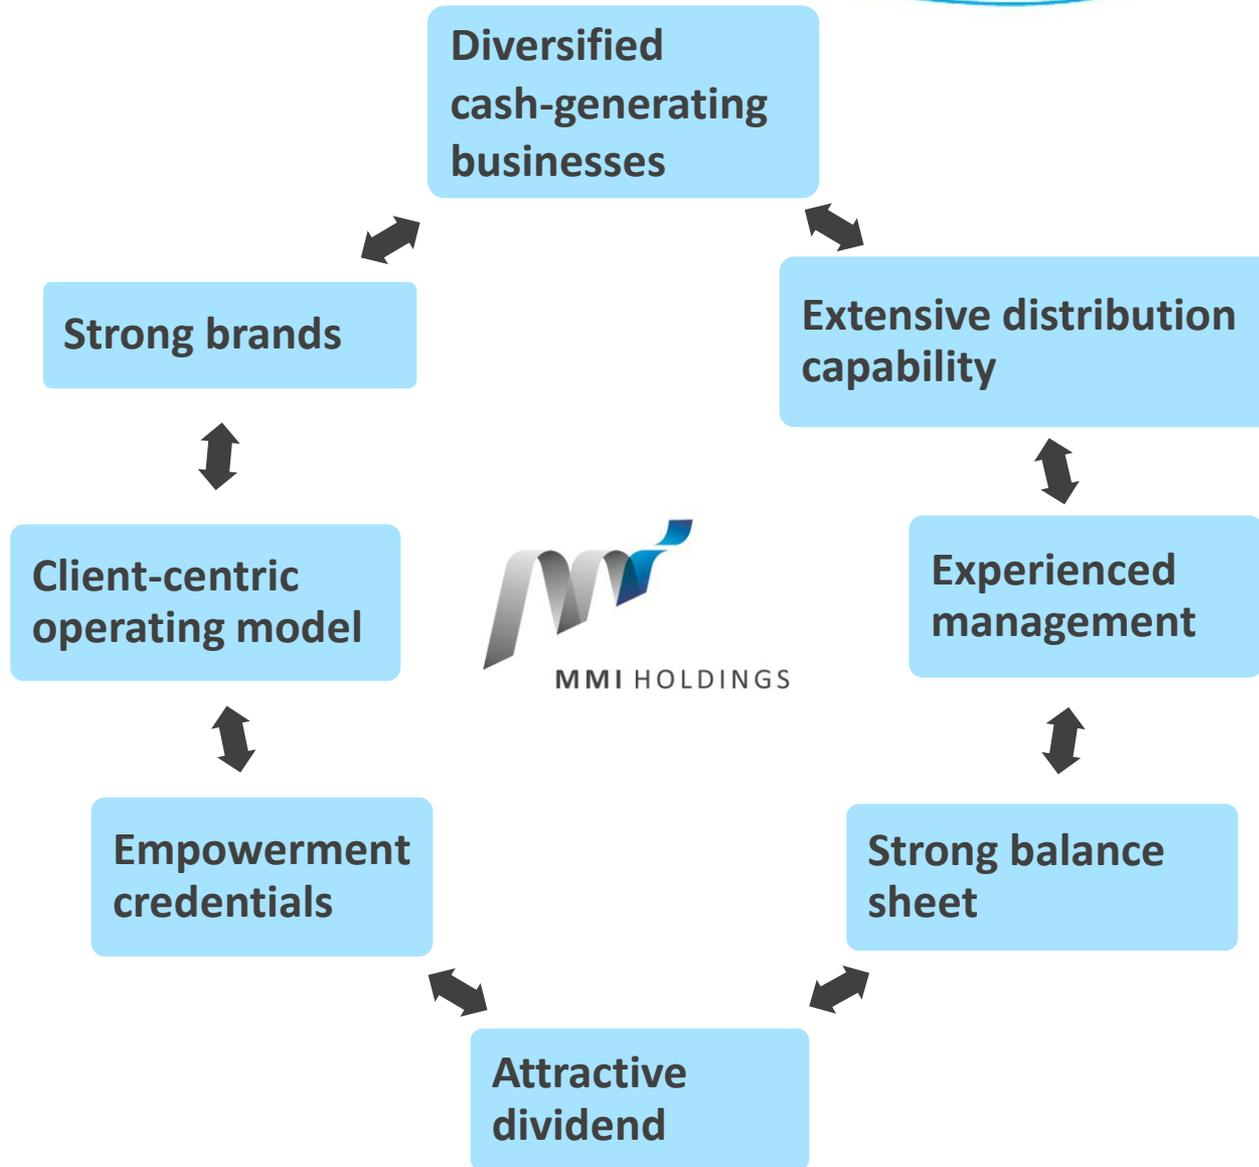 Diversified
cash-generating
businesses
Strong brands
Extensive distribution
capability
Client-centric
operating model
MMI HOLDINGS
Experienced
management
Empowerment
credentials
Strong balance
sheet
Attractive
dividend